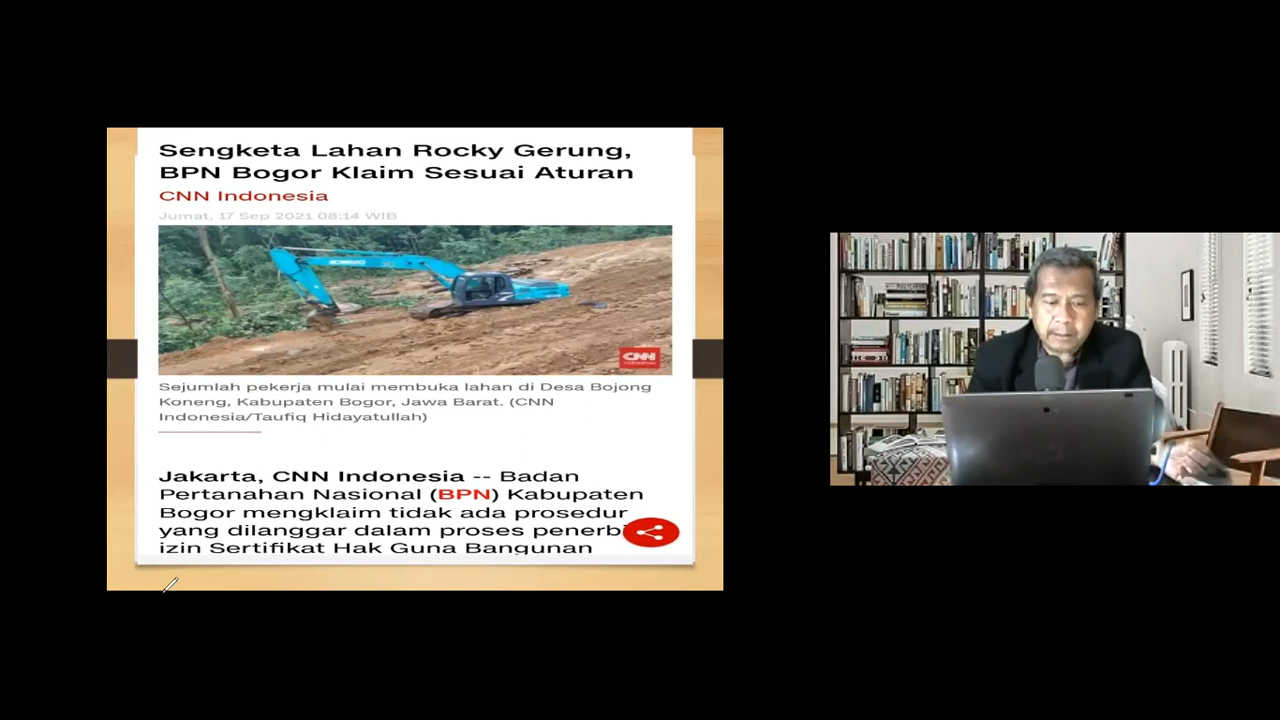 Sengketa Lahan Rocky Gerung,
BPN Bogor Klaim Sesuai Aturan
CNN Indonesia
Jumat, 17 Sep 2021 08:14 WIB
KOBELCO
CNN
Sejumlah pekerja mulai membuka lahan di Desa Bojong
Koneng, Kabupaten Bogor, Jawa Barat. (CNN
Indonesia/Taufiq Hidayatullah)
Jakarta, CNN Indonesia -- Badan
Pertanahan Nasional (BPN) Kabupaten
Bogor mengklaim tidak ada prosedur
yang dilanggar dalam proses penerbi
izin Sertifikat Hak Guna Bangunan